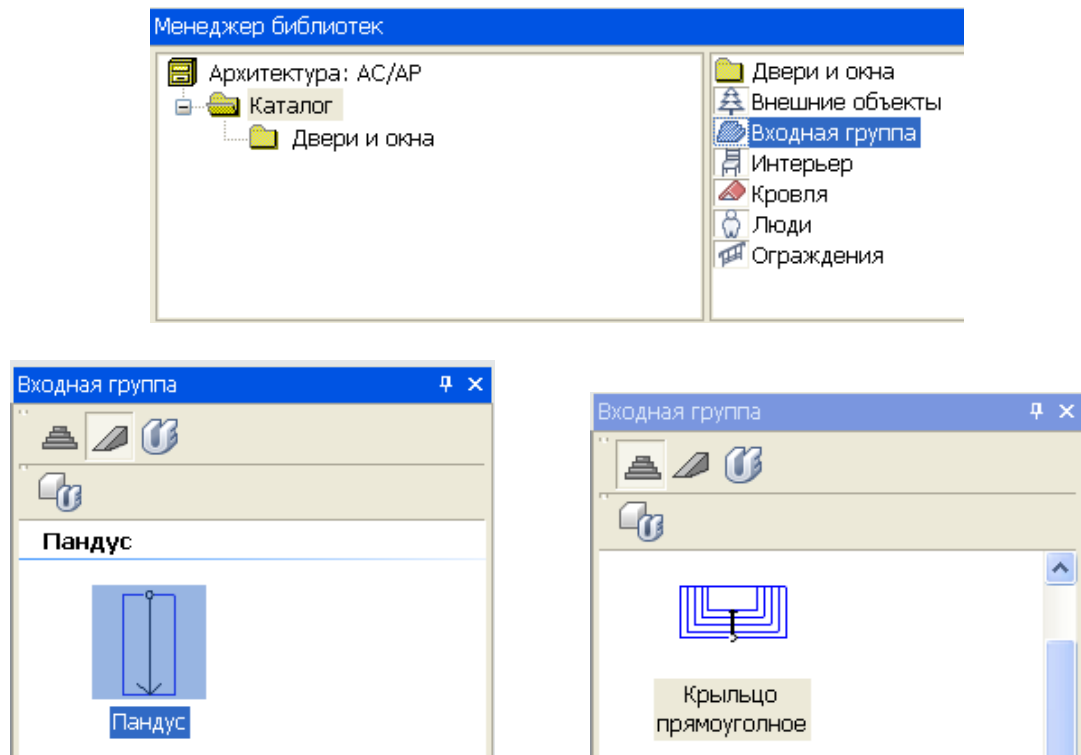 Менеджер библиотек
Архитектура: АС/АР
Каталог
Двери и окна
Двери и окна
Внешние объекты
Входная группа
Интерьер
Кровля
Люди
Ограждения
Входная группа
Пандус
Пандус
Входная группа
Крыльцо
прямоуголное